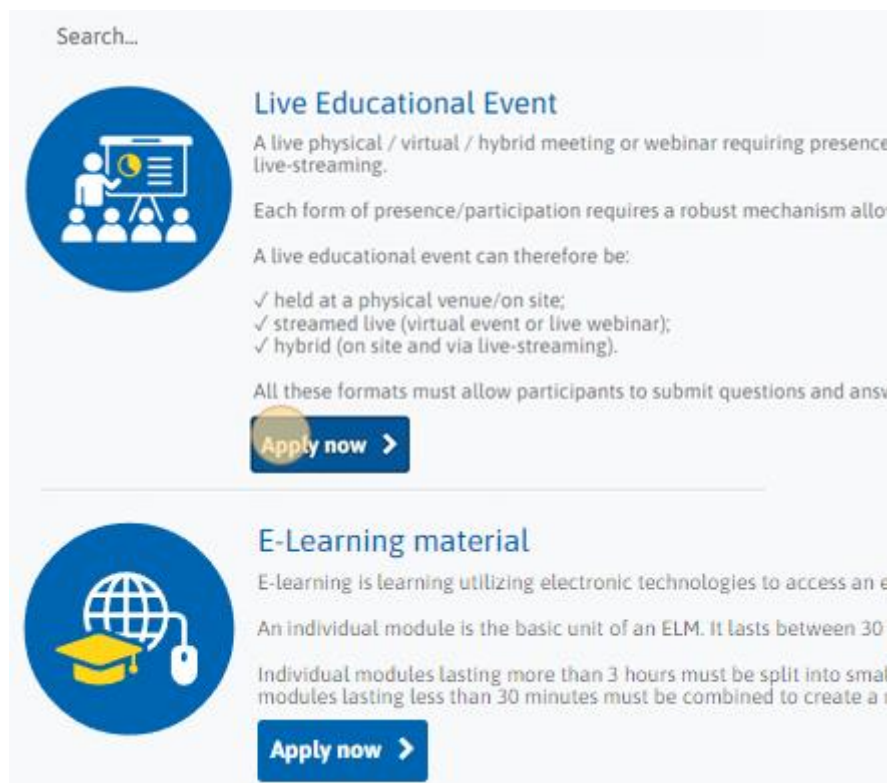 Search...
Live Educational Event
A live physical / virtual / hybrid meeting or webinar requiring presence
live-streaming.
Each form of presence/participation requires a robust mechanism
A live educational event can therefore be:
✓ held at a physical venue/on site;
✓ streamed live (virtual event or live webinar);
✓ hybrid (on site and via live-streaming).
All these formats must allow participants to submit questions and
Apply now
E-Learning material
E-learning is learning utilizing electronic technologies to access an
An individual module is the basic unit of an ELM. It lasts between 30
Individual modules lasting more than 3 hours must be split into
modules lasting less than 30 minutes must be combined to create a
Apply now